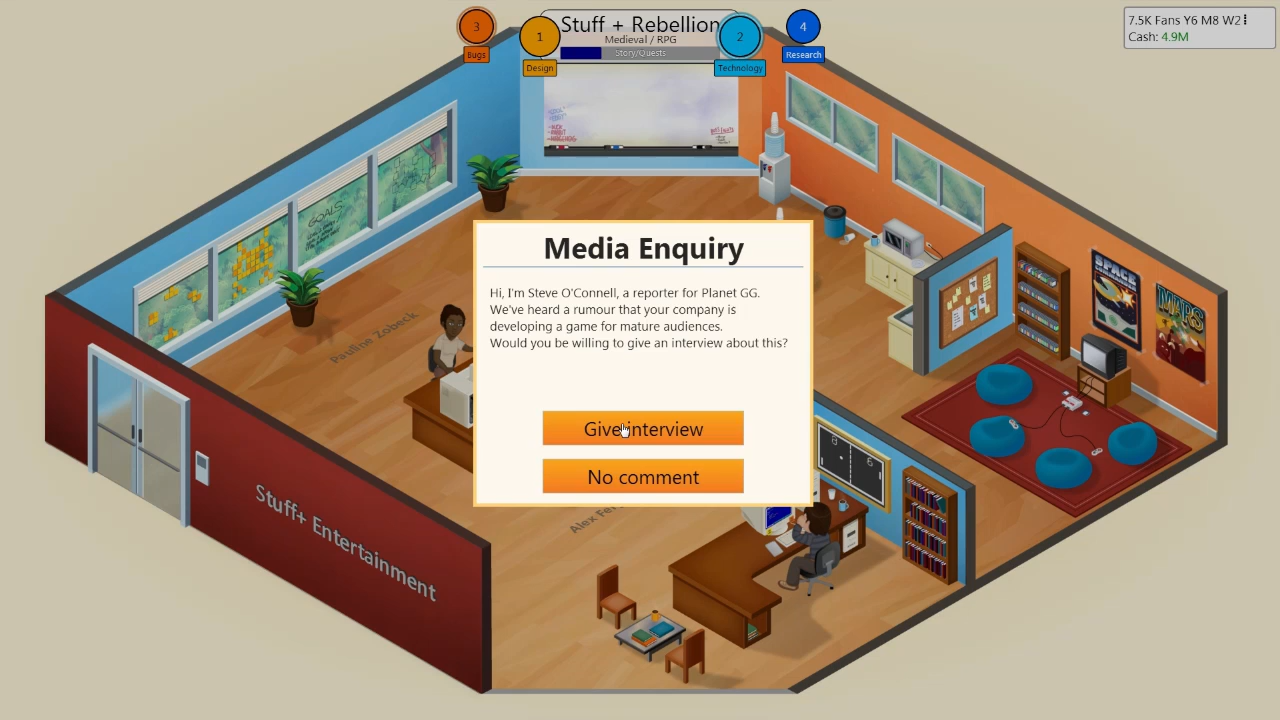 3
Bugs
1
Design
Stuff + Rebellion
Medieval / RPG
Story/Quests
2
Technology
4
Research
7.5K Fans Y6 M8 W2
Cash: 4.9M
GOALS
Pauline Zobeck
SPACE
MARS
Media Enquiry
Hi, I'm Steve O'Connell, a reporter for Planet GG.
We've heard a rumour that your company is
developing a game for mature audiences.
Would you be willing to give an interview about this?
Give interview
No comment
Alex
Stuff+ Entertainment